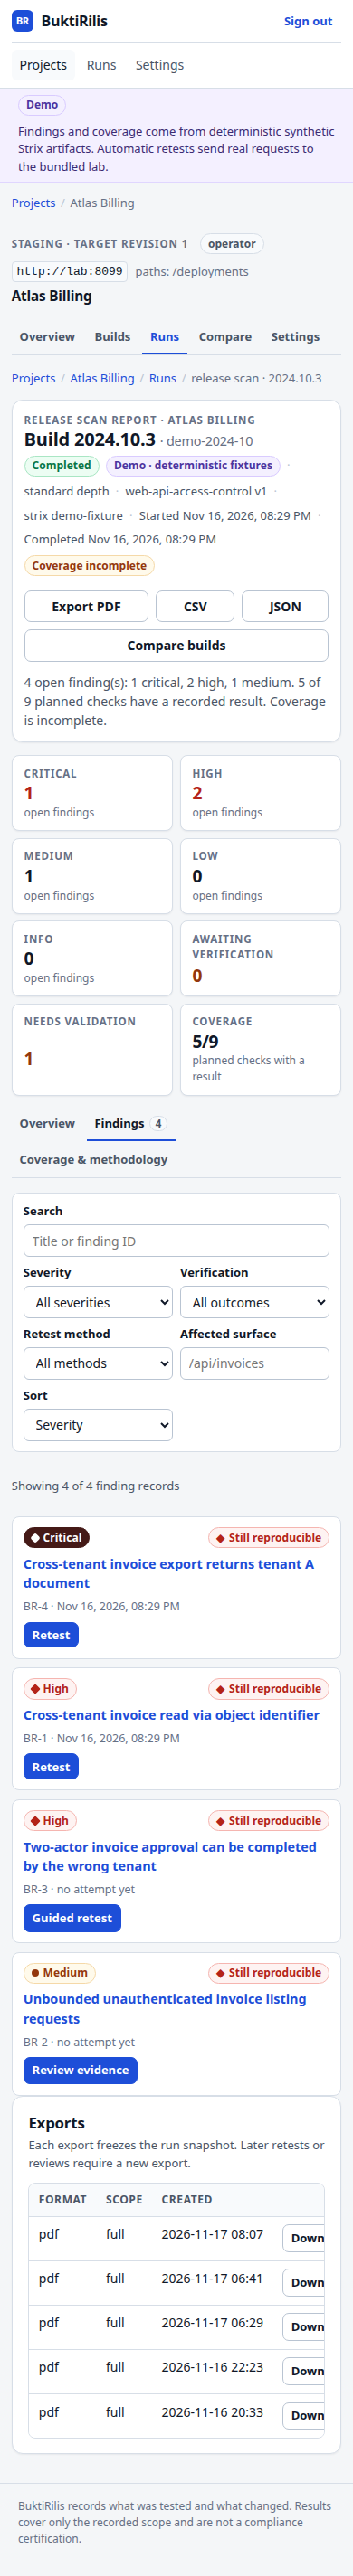 BR BuktiRilis Sign out
Projects Runs Settings
Demo
Findings and coverage come from deterministic synthetic
Strix artifacts. Automatic retests send real requests to
the bundled lab.
Projects / Atlas Billing
STAGING · TARGET REVISION 1 operator
http://lab:8099 paths: /deployments
Atlas Billing
Overview Builds Runs Compare Settings
Projects / Atlas Billing / Runs / release scan · 2024.10.3
RELEASE SCAN REPORT · ATLAS BILLING
Build 2024.10.3 · demo-2024-10
Completed Demo · deterministic fixtures ·
standard depth · web-api-access-control v1 ·
strix demo-fixture · Started Nov 16, 2026, 08:29 PM ·
Completed Nov 16, 2026, 08:29 PM
Coverage incomplete
Export PDF CSV JSON
Compare builds
4 open finding(s): 1 critical, 2 high, 1 medium. 5 of
9 planned checks have a recorded result. Coverage
is incomplete.
CRITICAL
1
open findings
HIGH
2
open findings
MEDIUM
1
open findings
LOW
0
open findings
INFO
0
open findings
AWAITING
VERIFICATION
0
NEEDS VALIDATION
1
COVERAGE
5/9
planned checks with a
result
Overview Findings 4
Coverage & methodology
Search
Title or finding ID
Severity Verification
All severities All outcomes
Retest method Affected surface
All methods /api/invoices
Sort
Severity
Showing 4 of 4 finding records
Critical Still reproducible
Cross-tenant invoice export returns tenant A
document
BR-4 · Nov 16, 2026, 08:29 PM
Retest
High Still reproducible
Cross-tenant invoice read via object identifier
BR-1 · Nov 16, 2026, 08:29 PM
Retest
High Still reproducible
Two-actor invoice approval can be completed
by the wrong tenant
BR-3 · no attempt yet
Guided retest
Medium Still reproducible
Unbounded unauthenticated invoice listing
requests
BR-2 · no attempt yet
Review evidence
Exports
Each export freezes the run snapshot. Later retests or
reviews require a new export.
FORMAT SCOPE CREATED
pdf full 2026-11-17 08:07 Down
pdf full 2026-11-17 06:41 Down
pdf full 2026-11-17 06:29 Down
pdf full 2026-11-16 22:23 Down
pdf full 2026-11-16 20:33 Down
BuktiRilis records what was tested and what changed. Results
cover only the recorded scope and are not a compliance
certification.